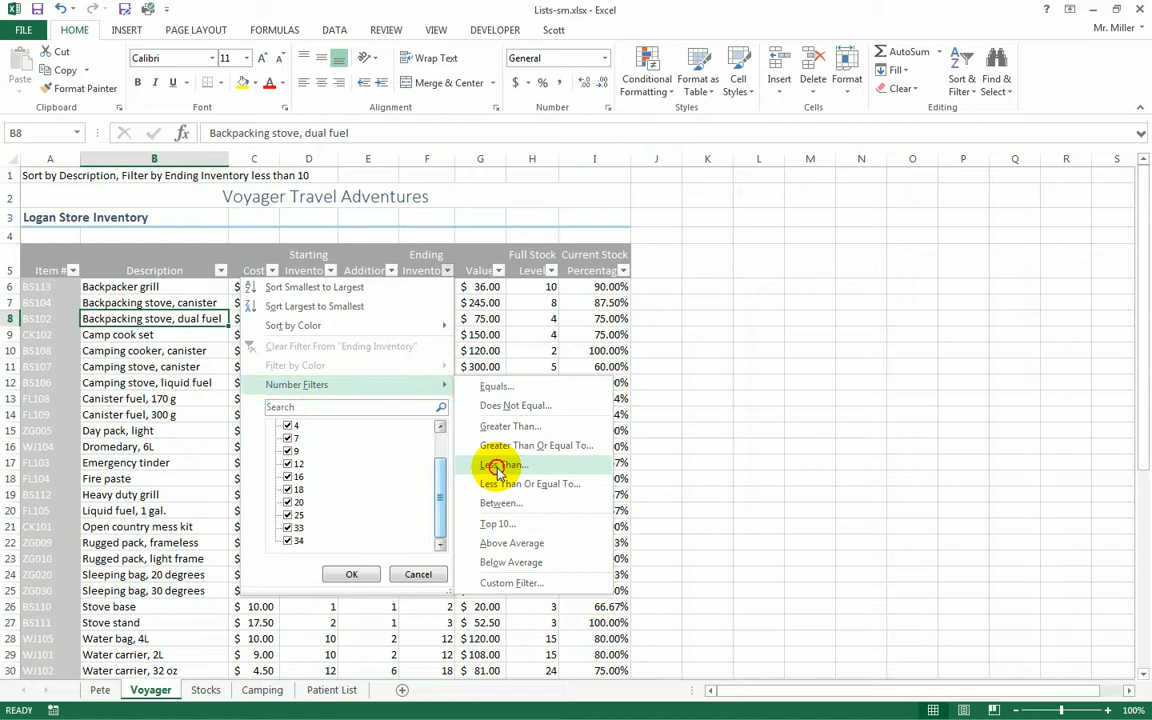 Lists-sm.xlsx - Excel
FILE HOME INSERT PAGE LAYOUT FORMULAS DATA REVIEW VIEW DEVELOPER Scott Mr. Miller
Paste Cut Copy Format Painter
Calibri 11
B I U
Wrap Text
Merge & Center
General
$ % ,
Conditional Formatting
Format as Table
Cell Styles
Insert Delete Format
AutoSum
Fill
Clear
Sort & Filter
Find & Select
Clipboard Font Alignment Number Styles Cells Editing
B8 fx Backpacking stove, dual fuel
A B C D E F G H I J K L M N O P Q R S
1 Sort by Description, Filter by Ending Inventory less than 10
2 Voyager Travel Adventures
3 Logan Store Inventory
4
Starting Ending Full Stock Current Stock
5 Item # Description Cost Invento Addition Invento Value Level Percentag
6 BS113 Backpacker grill $ $ 36.00 10 90.00%
7 BS104 Backpacking stove, canister $ $ 245.00 8 87.50%
8 BS102 Backpacking stove, dual fuel $ $ 75.00 4 75.00%
9 CK102 Camp cook set $ $ 150.00 4 75.00%
10 BS108 Camping cooker, canister $ $ 120.00 2 100.00%
11 BS107 Camping stove, canister $ $ 300.00 5 60.00%
12 BS106 Camping stove, liquid fuel $
13 FL108 Canister fuel, 170 g $
14 FL109 Canister fuel, 300 g $
15 ZG005 Day pack, light $
16 WJ104 Dromedary, 6L $
17 FL103 Emergency tinder $
18 FL104 Fire paste $
19 BS112 Heavy duty grill $
20 FL105 Liquid fuel, 1 gal. $
21 CK101 Open country mess kit $
22 ZG009 Rugged pack, frameless $
23 ZG010 Rugged pack, light frame $
24 ZG020 Sleeping bag, 20 degrees $
25 ZG030 Sleeping bag, 30 degrees $
26 BS110 Stove base $ 10.00 1 1 2 $ 20.00 3 66.67%
27 BS111 Stove stand $ 17.50 2 1 3 $ 52.50 3 100.00%
28 WJ105 Water bag, 4L $ 10.00 10 2 12 $ 120.00 15 80.00%
29 WJ101 Water carrier, 2L $ 9.00 10 2 12 $ 108.00 15 80.00%
30 WJ102 Water carrier, 32 oz $ 4.50 12 6 18 $ 81.00 24 75.00%
Sort Smallest to Largest
Sort Largest to Smallest
Sort by Color
Clear Filter From "Ending Inventory"
Filter by Color
Number Filters
Search
4
7
9
12
16
18
20
25
33
34
OK Cancel
Equals...
Does Not Equal...
Greater Than...
Greater Than Or Equal To...
Less Than...
Less Than Or Equal To...
Between...
Top 10...
Above Average
Below Average
Custom Filter...
Pete Voyager Stocks Camping Patient List
READY 100%